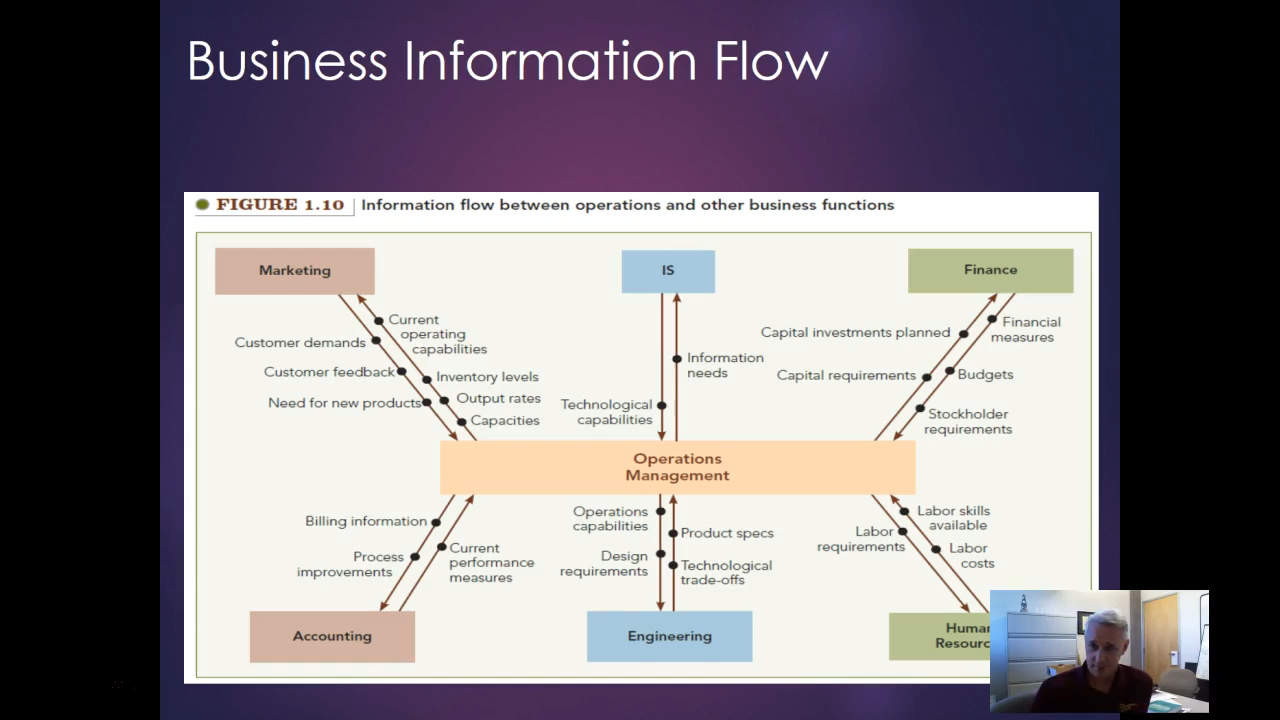 Business Information Flow
FIGURE 1.10
Information flow between operations and other business functions
Marketing
IS
Finance
Current
operating
capabilities
Customer demands
Customer feedback
Inventory levels
Need for new products
Output rates
Capacities
Information
needs
Technological
capabilities
Capital investments planned
Financial
measures
Capital requirements
Budgets
Stockholder
requirements
Operations
Management
Billing information
Process
improvements
Current
performance
measures
Operations
capabilities
Product specs
Design
requirements
Technological
trade-offs
Labor skills
available
Labor
requirements
Labor
costs
Accounting
Engineering